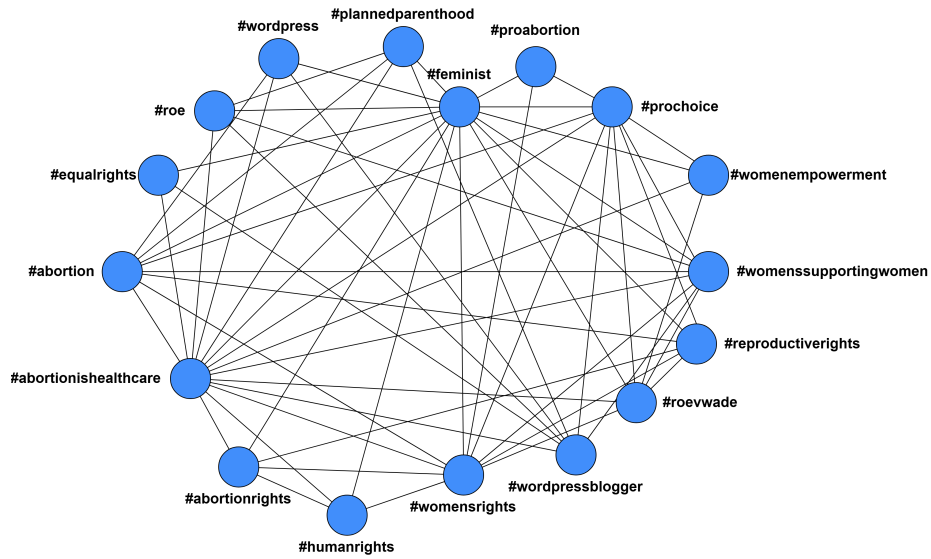 #plannedparenthood
#wordpress
#proabortion
#feminist
#roe
#prochoice
#equalrights
#womenempowerment
#abortion
#womenssupportingwomen
#reproductiverights
#abortionishealthcare
#roevwade
#wordpressblogger
#abortionrights
#womensrights
#humanrights